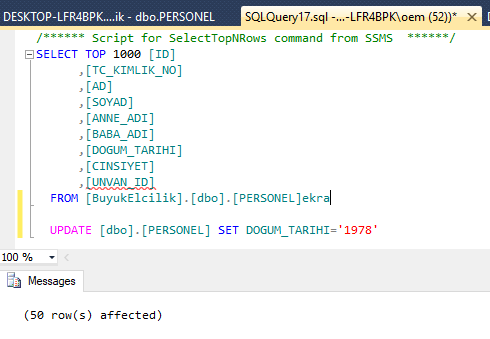 DESKTOP-LFR4BPK....ik - dbo.PERSONEL SQLQuery17.sql -...-LFR4BPK\oem (52))* D
/****** Script for SelectTopNRows command from SSMS ******/
SELECT TOP 1000 [ID]
,[TC_KIMLIK_NO]
,[AD]
,[SOYAD]
,[ANNE_ADI]
,[BABA_ADI]
,[DOGUM_TARIHI]
,[CINSIYET]
,[UNVAN_ID]
FROM [BuyukElcilik].[dbo].[PERSONEL]ekra
UPDATE [dbo].[PERSONEL] SET DOGUM_TARIHI='1978'
100 %
Messages
(50 row(s) affected)